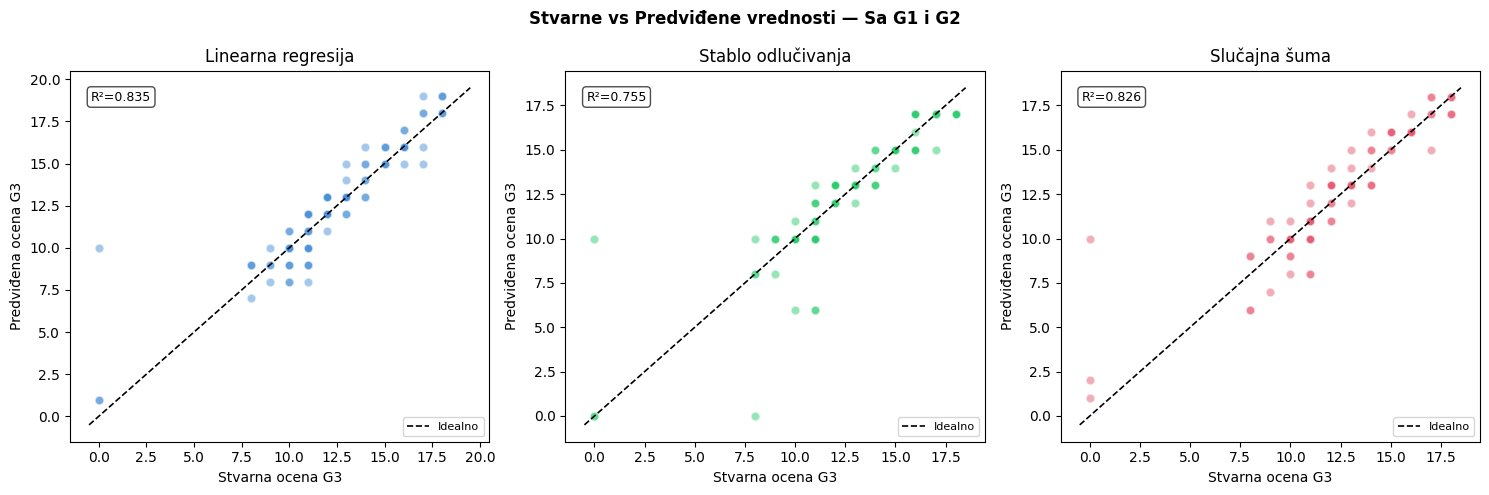 Stvarne vs Predviđene vrednosti — Sa G1 i G2
Linearna regresija
R²=0.835
20.0
17.5
15.0
12.5
10.0
7.5
5.0
2.5
0.0
Predviđena ocena G3
0.0 2.5 5.0 7.5 10.0 12.5 15.0 17.5 20.0
Stvarna ocena G3
Idealno
Stablo odlučivanja
R²=0.755
17.5
15.0
12.5
10.0
7.5
5.0
2.5
0.0
Predviđena ocena G3
0.0 2.5 5.0 7.5 10.0 12.5 15.0 17.5
Stvarna ocena G3
Idealno
Slučajna šuma
R²=0.826
17.5
15.0
12.5
10.0
7.5
5.0
2.5
0.0
Predviđena ocena G3
0.0 2.5 5.0 7.5 10.0 12.5 15.0 17.5
Stvarna ocena G3
Idealno